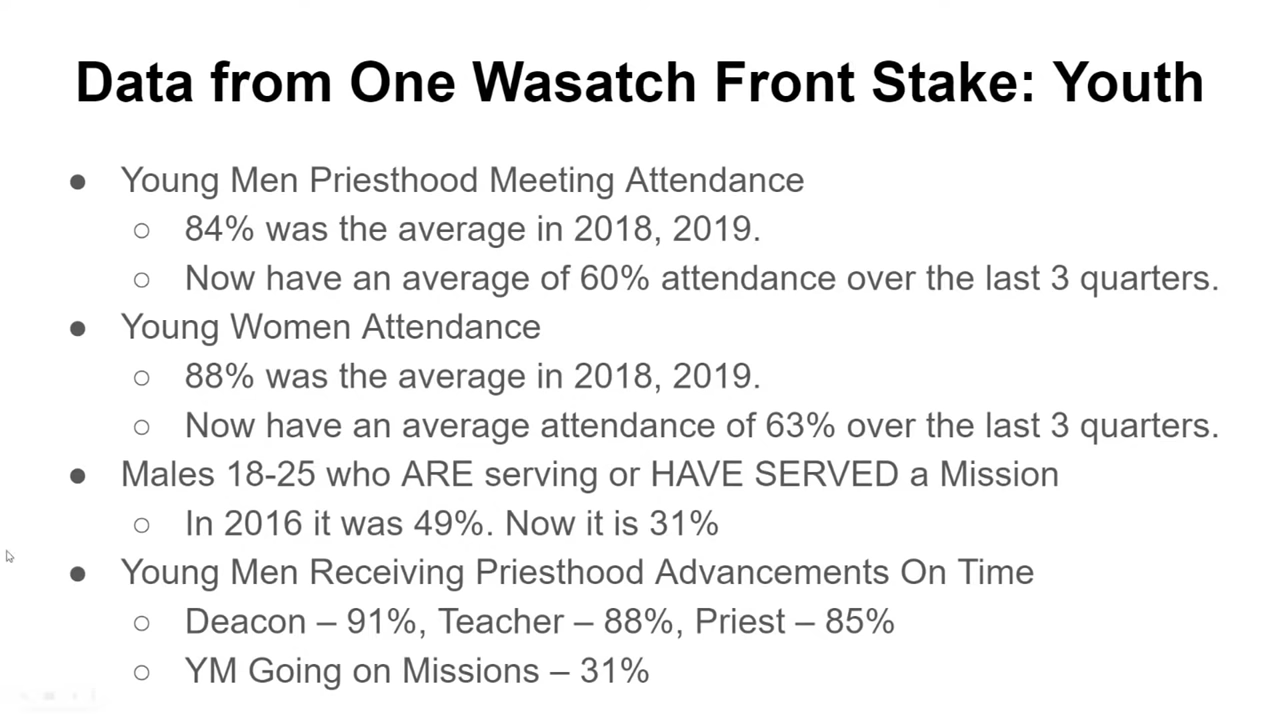 Data from One Wasatch Front Stake: Youth
● Young Men Priesthood Meeting Attendance
○ 84% was the average in 2018, 2019.
○ Now have an average of 60% attendance over the last 3 quarters.
● Young Women Attendance
○ 88% was the average in 2018, 2019.
○ Now have an average attendance of 63% over the last 3 quarters.
● Males 18-25 who ARE serving or HAVE SERVED a Mission
○ In 2016 it was 49%. Now it is 31%
● Young Men Receiving Priesthood Advancements On Time
○ Deacon – 91%, Teacher – 88%, Priest – 85%
○ YM Going on Missions – 31%